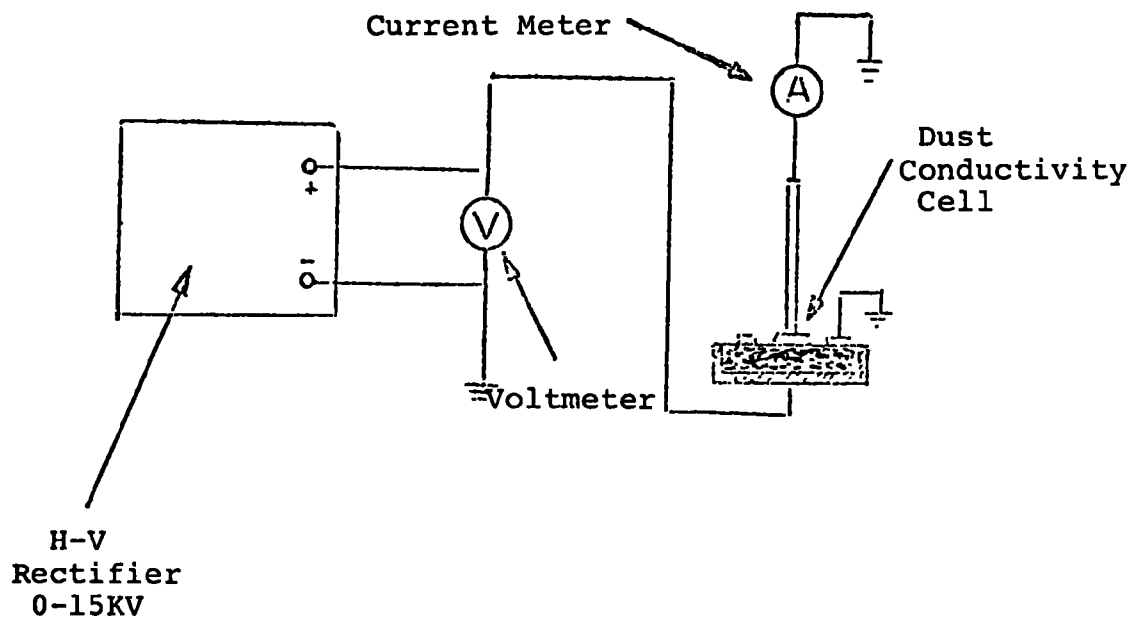 Current Meter
A
Dust
Conductivity
Cell
+
V
-
Voltmeter
H-V
Rectifier
0-15KV